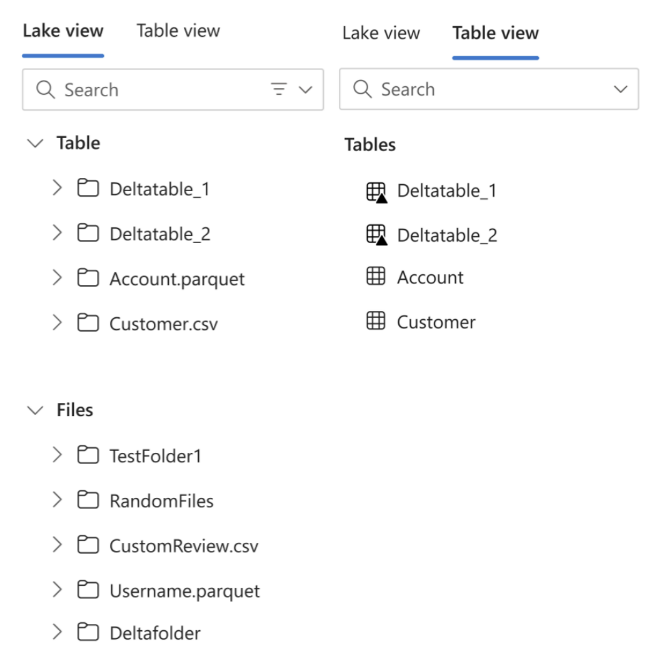 Lake view
Table view
Search
Table
Deltatable_1
Deltatable_2
Account.parquet
Customer.csv
Files
TestFolder1
RandomFiles
CustomReview.csv
Username.parquet
Deltafolder
Lake view
Table view
Search
Tables
Deltatable_1
Deltatable_2
Account
Customer